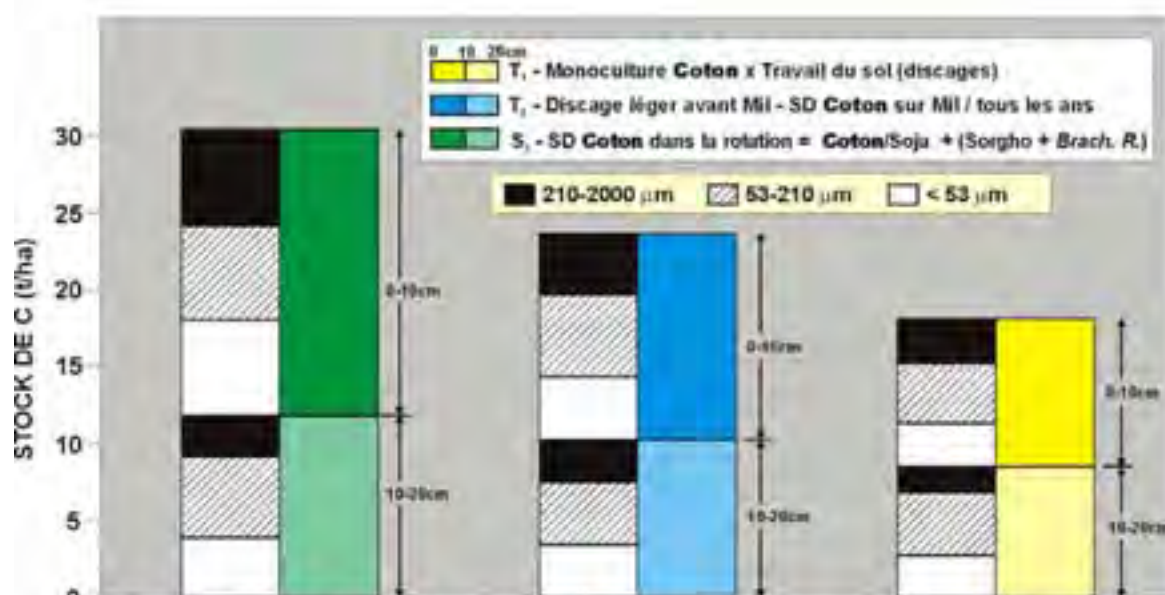 0 10 20cm
T₁ - Monoculture Coton x Travail du sol (discages)
T₂ - Discage léger avant Mil - SD Coton sur Mil / tous les ans
- SD Coton dans la rotation = Coton/Soja + (Sorgho + Brach. R.)
210-2000 µm 53-210 µm < 53 µm
STOCK DE C (t/ha)
30
25
20
15
10
5
0
0-10cm
10-20cm
0-10cm
10-20cm
0-10cm
10-20cm